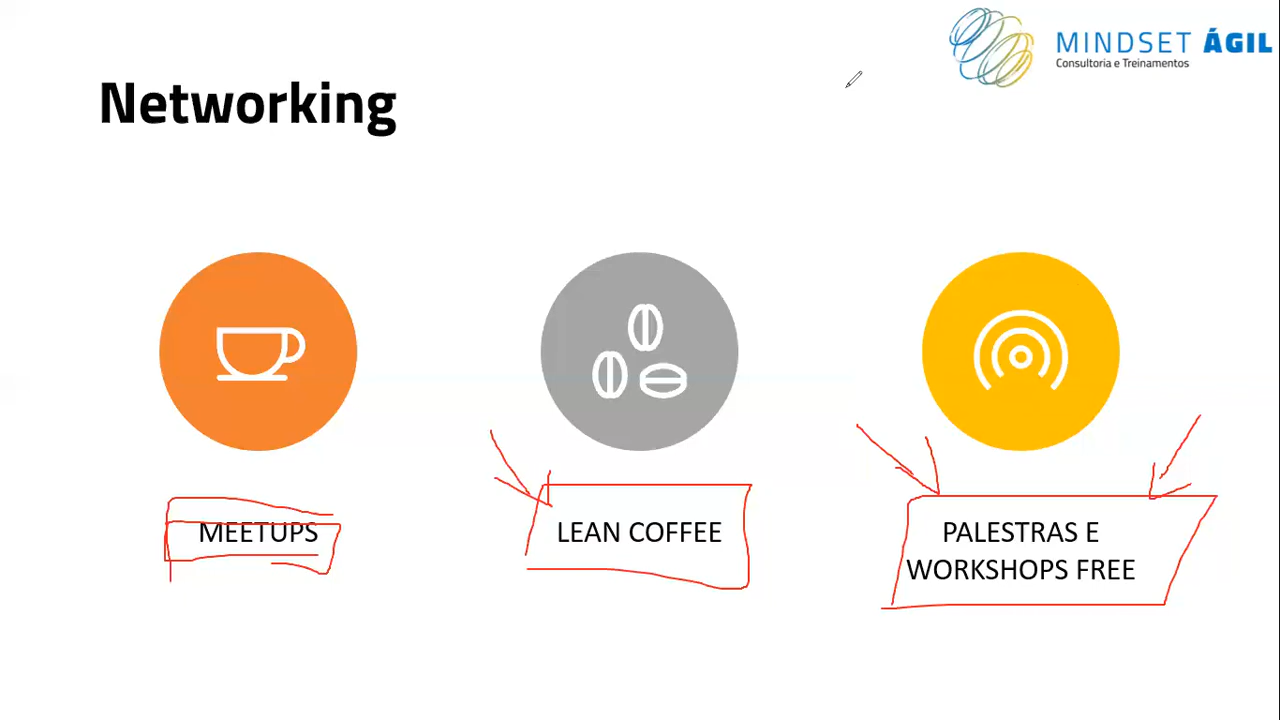 MINDSET ÁGIL
Consultoria e Treinamentos
Networking
MEETUPS
LEAN COFFEE
PALESTRAS E
WORKSHOPS FREE